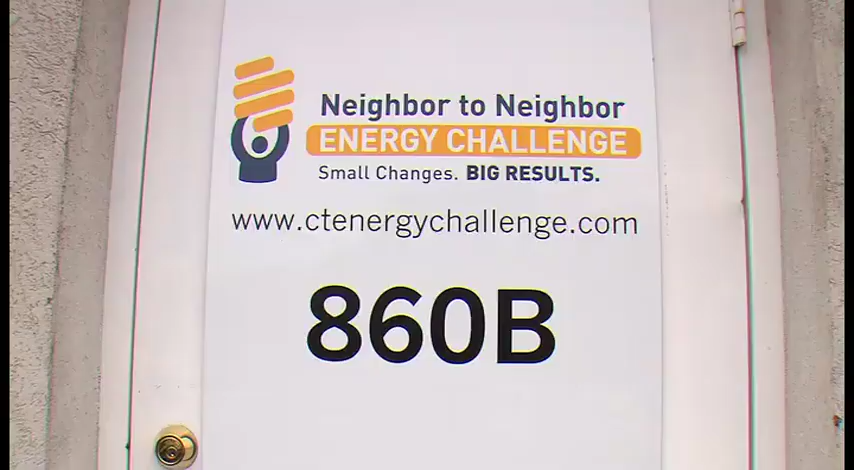 Neighbor to Neighbor
ENERGY CHALLENGE
Small Changes. BIG RESULTS.
www.ctenergychallenge.com
860B